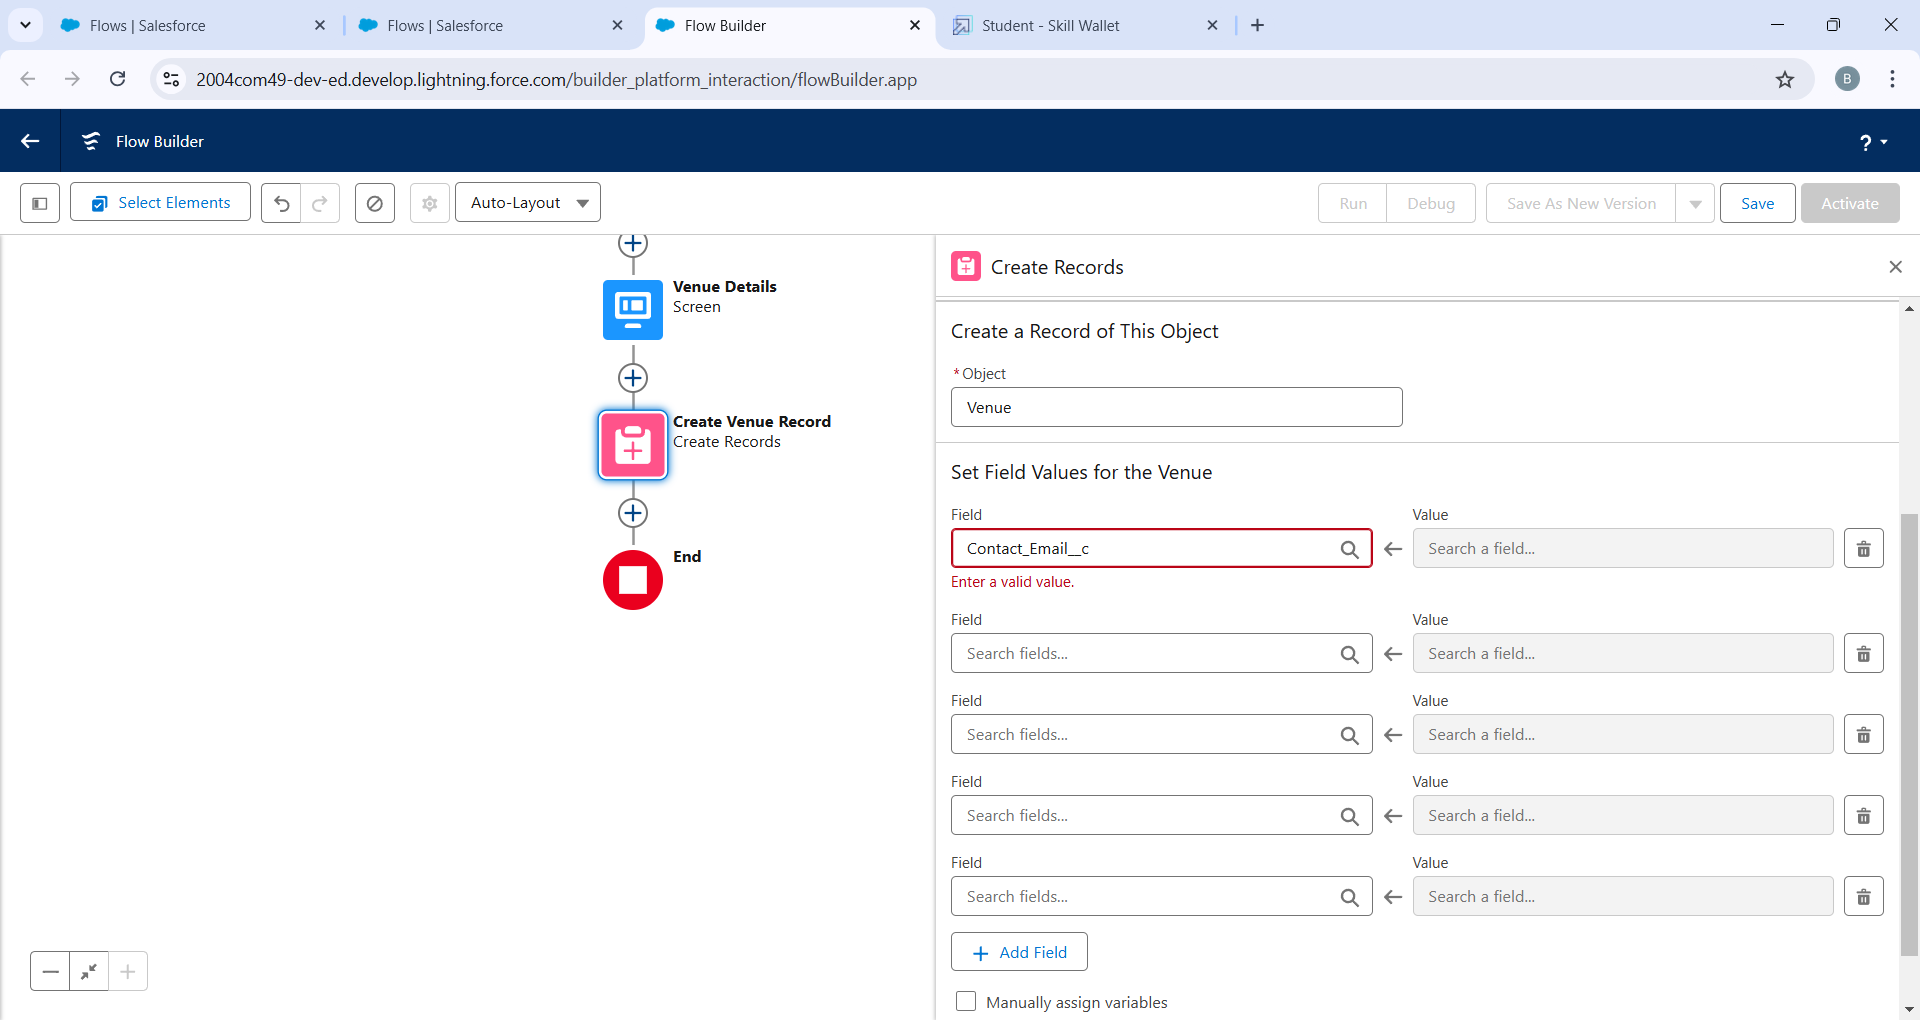 Flows | Salesforce
Flows | Salesforce
Flow Builder
Student - Skill Wallet
2004com49-dev-ed.develop.lightning.force.com/builder_platform_interaction/flowBuilder.app
B
Flow Builder
?
Select Elements
Auto-Layout
Run
Debug
Save As New Version
Save
Activate
Venue Details
Screen
Create Venue Record
Create Records
End
Create Records
Create a Record of This Object
* Object
Venue
Set Field Values for the Venue
Field
Value
Contact_Email__c
Search a field...
Enter a valid value.
Field
Value
Search fields...
Search a field...
Field
Value
Search fields...
Search a field...
Field
Value
Search fields...
Search a field...
Field
Value
Search fields...
Search a field...
Add Field
Manually assign variables